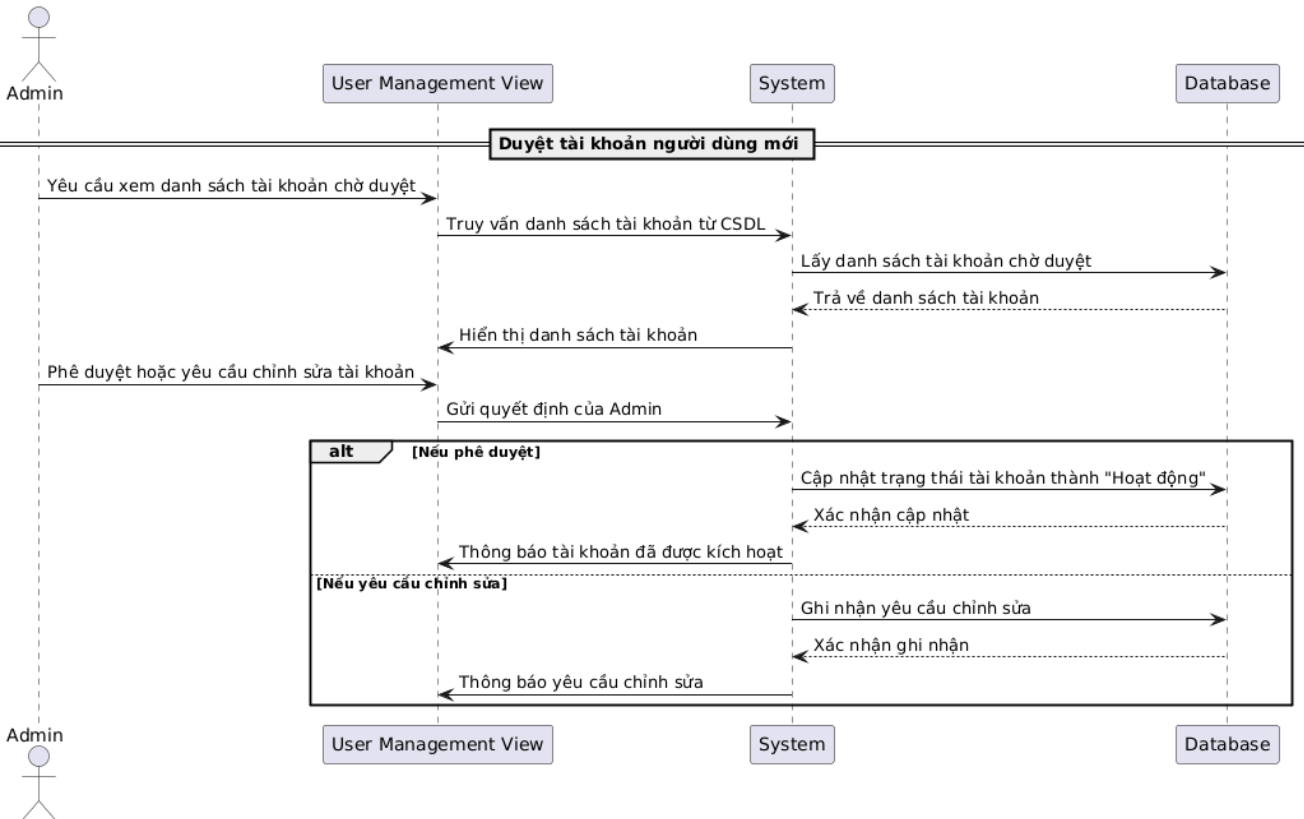 Admin
User Management View
System
Database
Duyệt tài khoản người dùng mới
Yêu cầu xem danh sách tài khoản chờ duyệt
Truy vấn danh sách tài khoản từ CSDL
Lấy danh sách tài khoản chờ duyệt
Trả về danh sách tài khoản
Hiển thị danh sách tài khoản
Phê duyệt hoặc yêu cầu chỉnh sửa tài khoản
Gửi quyết định của Admin
alt
[Nếu phê duyệt]
Cập nhật trạng thái tài khoản thành "Hoạt động"
Xác nhận cập nhật
Thông báo tài khoản đã được kích hoạt
[Nếu yêu cầu chỉnh sửa]
Ghi nhận yêu cầu chỉnh sửa
Xác nhận ghi nhận
Thông báo yêu cầu chỉnh sửa
Admin
User Management View
System
Database